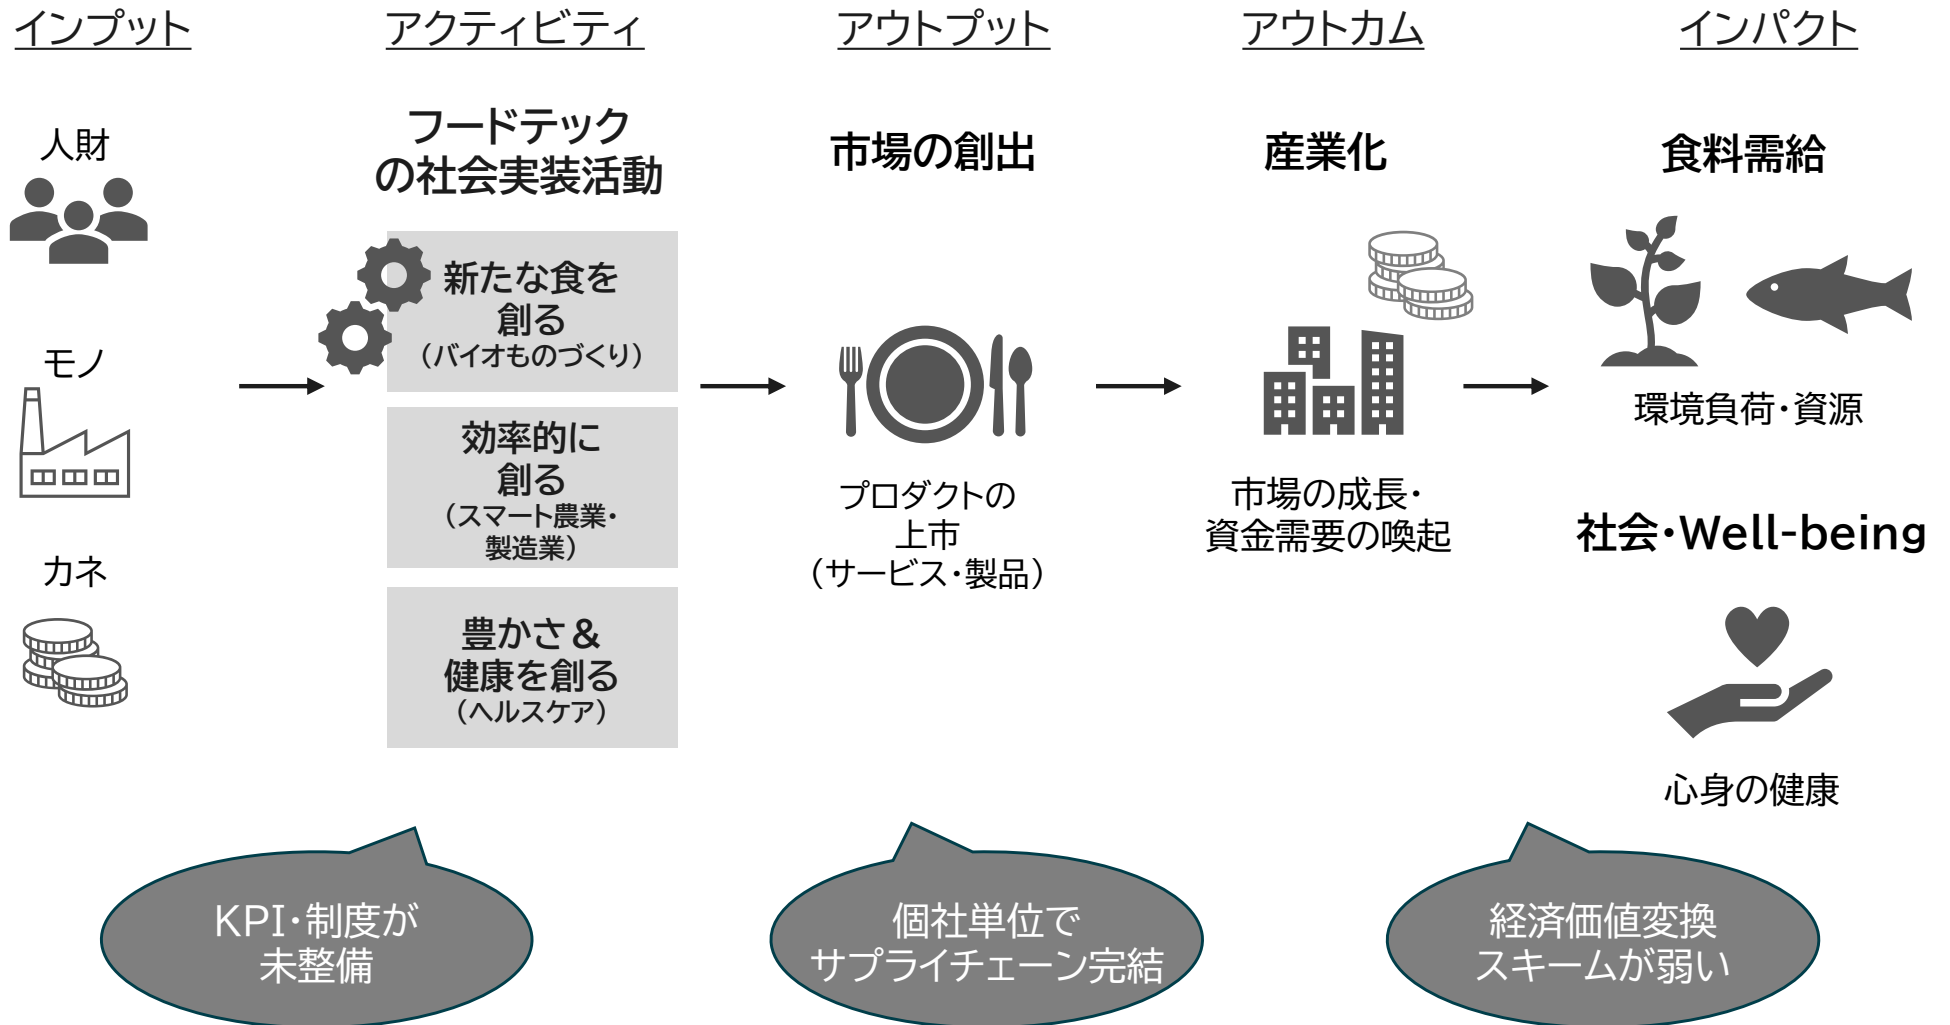 インプット
アクティビティ
アウトプット
アウトカム
インパクト
人財
モノ
カネ
フードテック
の社会実装活動
新たな食を
創る
（バイオものづくり）
効率的に
創る
（スマート農業・
製造業）
豊かさ＆
健康を創る
（ヘルスケア）
市場の創出
プロダクトの
上市
（サービス・製品）
産業化
市場の成長・
資金需要の喚起
食料需給
環境負荷・資源
社会・Well-being
心身の健康
KPI・制度が
未整備
個社単位で
サプライチェーン完結
経済価値変換
スキームが弱い